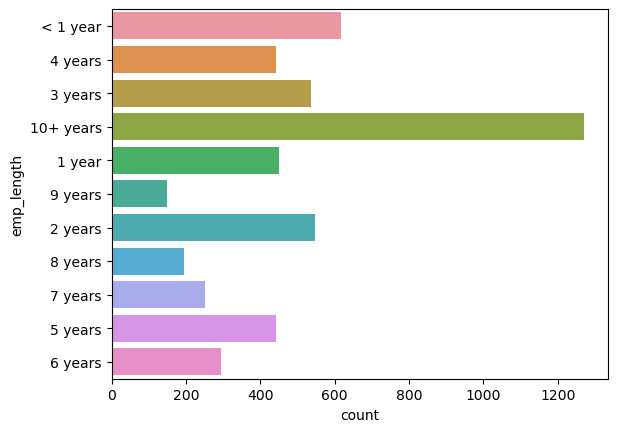 < 1 year
4 years
3 years
10+ years
1 year
9 years
2 years
8 years
7 years
5 years
6 years
emp_length
0 200 400 600 800 1000 1200
count